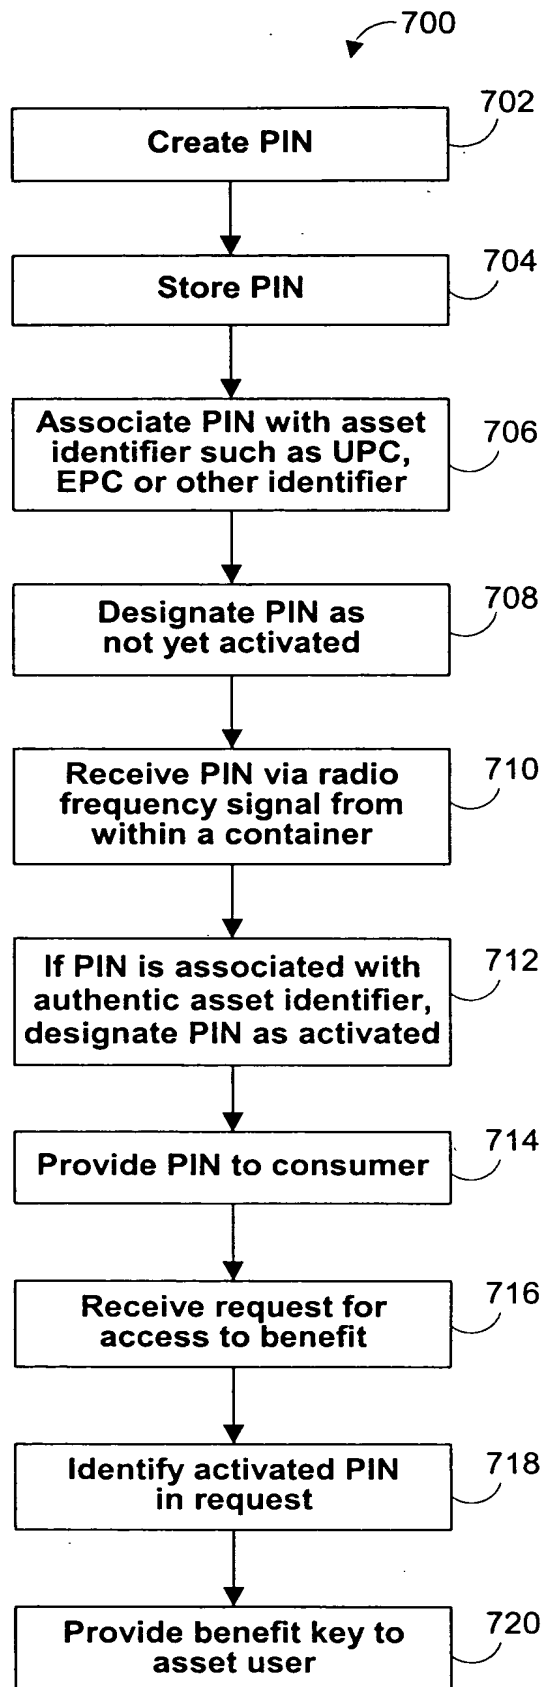 700
702
Create PIN
704
Store PIN
706
Associate PIN with asset
identifier such as UPC,
EPC or other identifier
708
Designate PIN as
not yet activated
710
Receive PIN via radio
frequency signal from
within a container
712
If PIN is associated with
authentic asset identifier,
designate PIN as activated
714
Provide PIN to consumer
716
Receive request for
access to benefit
718
Identify activated PIN
in request
720
Provide benefit key to
asset user